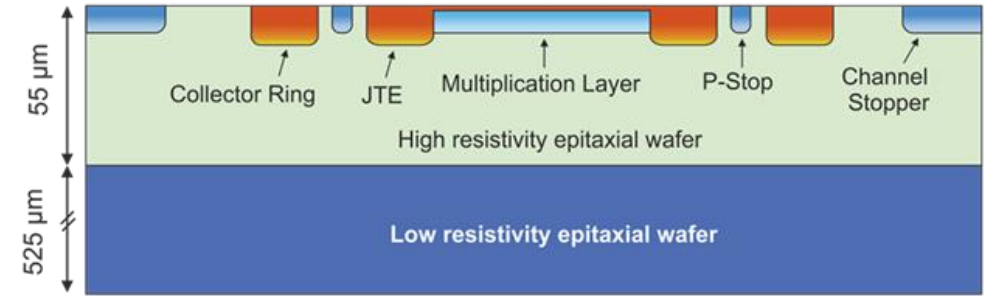 55 μm
Collector Ring
JTE
Multiplication Layer
P-Stop
Channel
Stopper
High resistivity epitaxial wafer
525 μm
Low resistivity epitaxial wafer